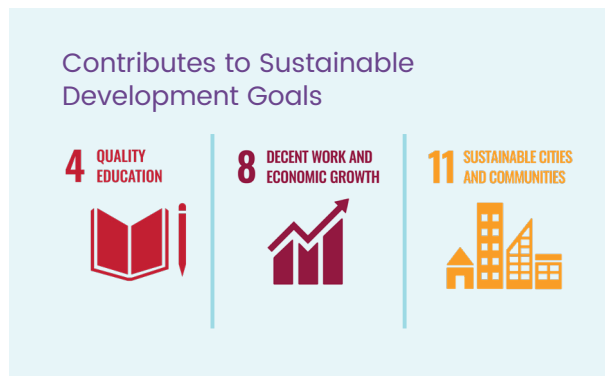 Contributes to Sustainable
Development Goals
4 QUALITY
EDUCATION
8 DECENT WORK AND
ECONOMIC GROWTH
11 SUSTAINABLE CITIES
AND COMMUNITIES